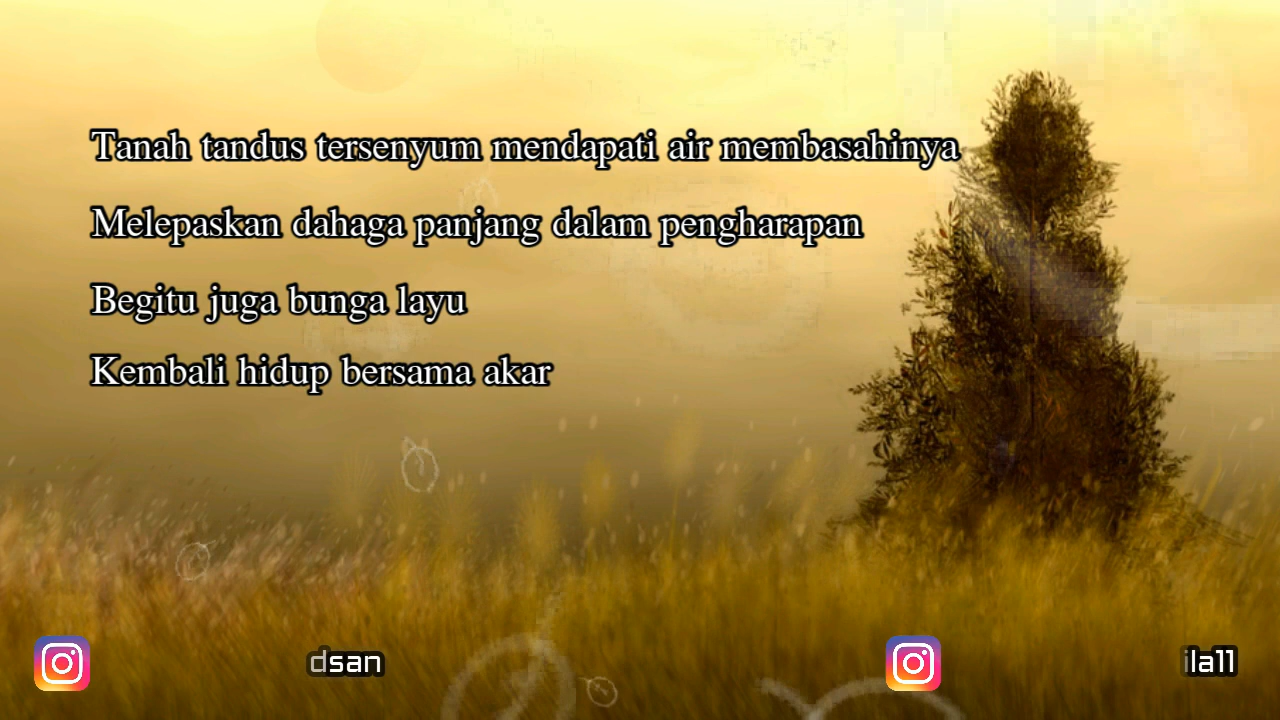 Tanah tandus tersenyum mendapati air membasahinya
Melepaskan dahaga panjang dalam pengharapan
Begitu juga bunga layu
Kembali hidup bersama akar
dsan
ila11